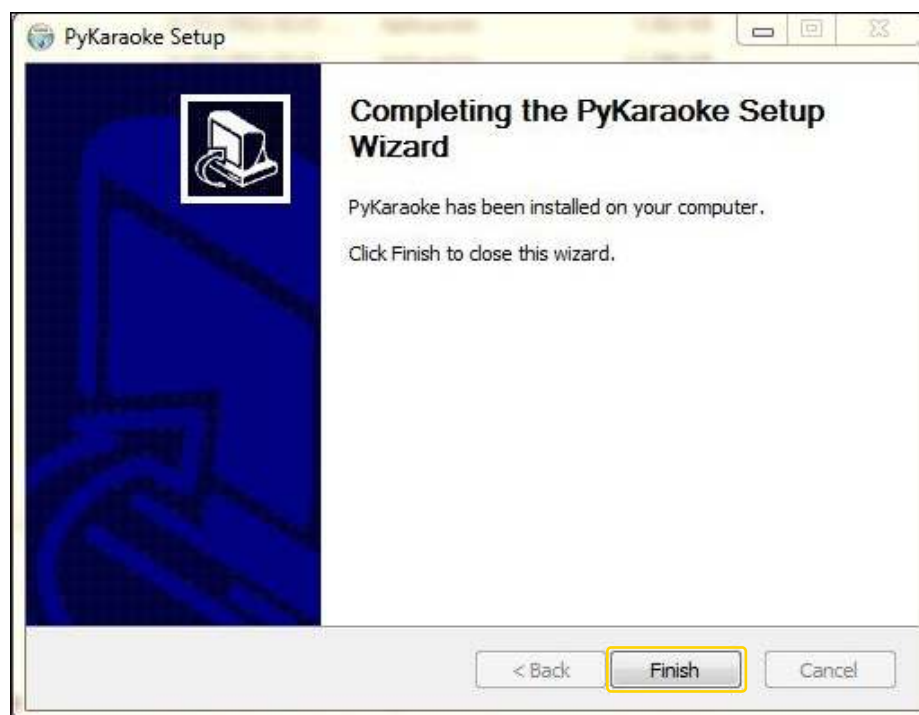 PyKaraoke Setup
Completing the PyKaraoke Setup
Wizard
PyKaraoke has been installed on your computer.
Click Finish to close this wizard.
< Back Finish Cancel